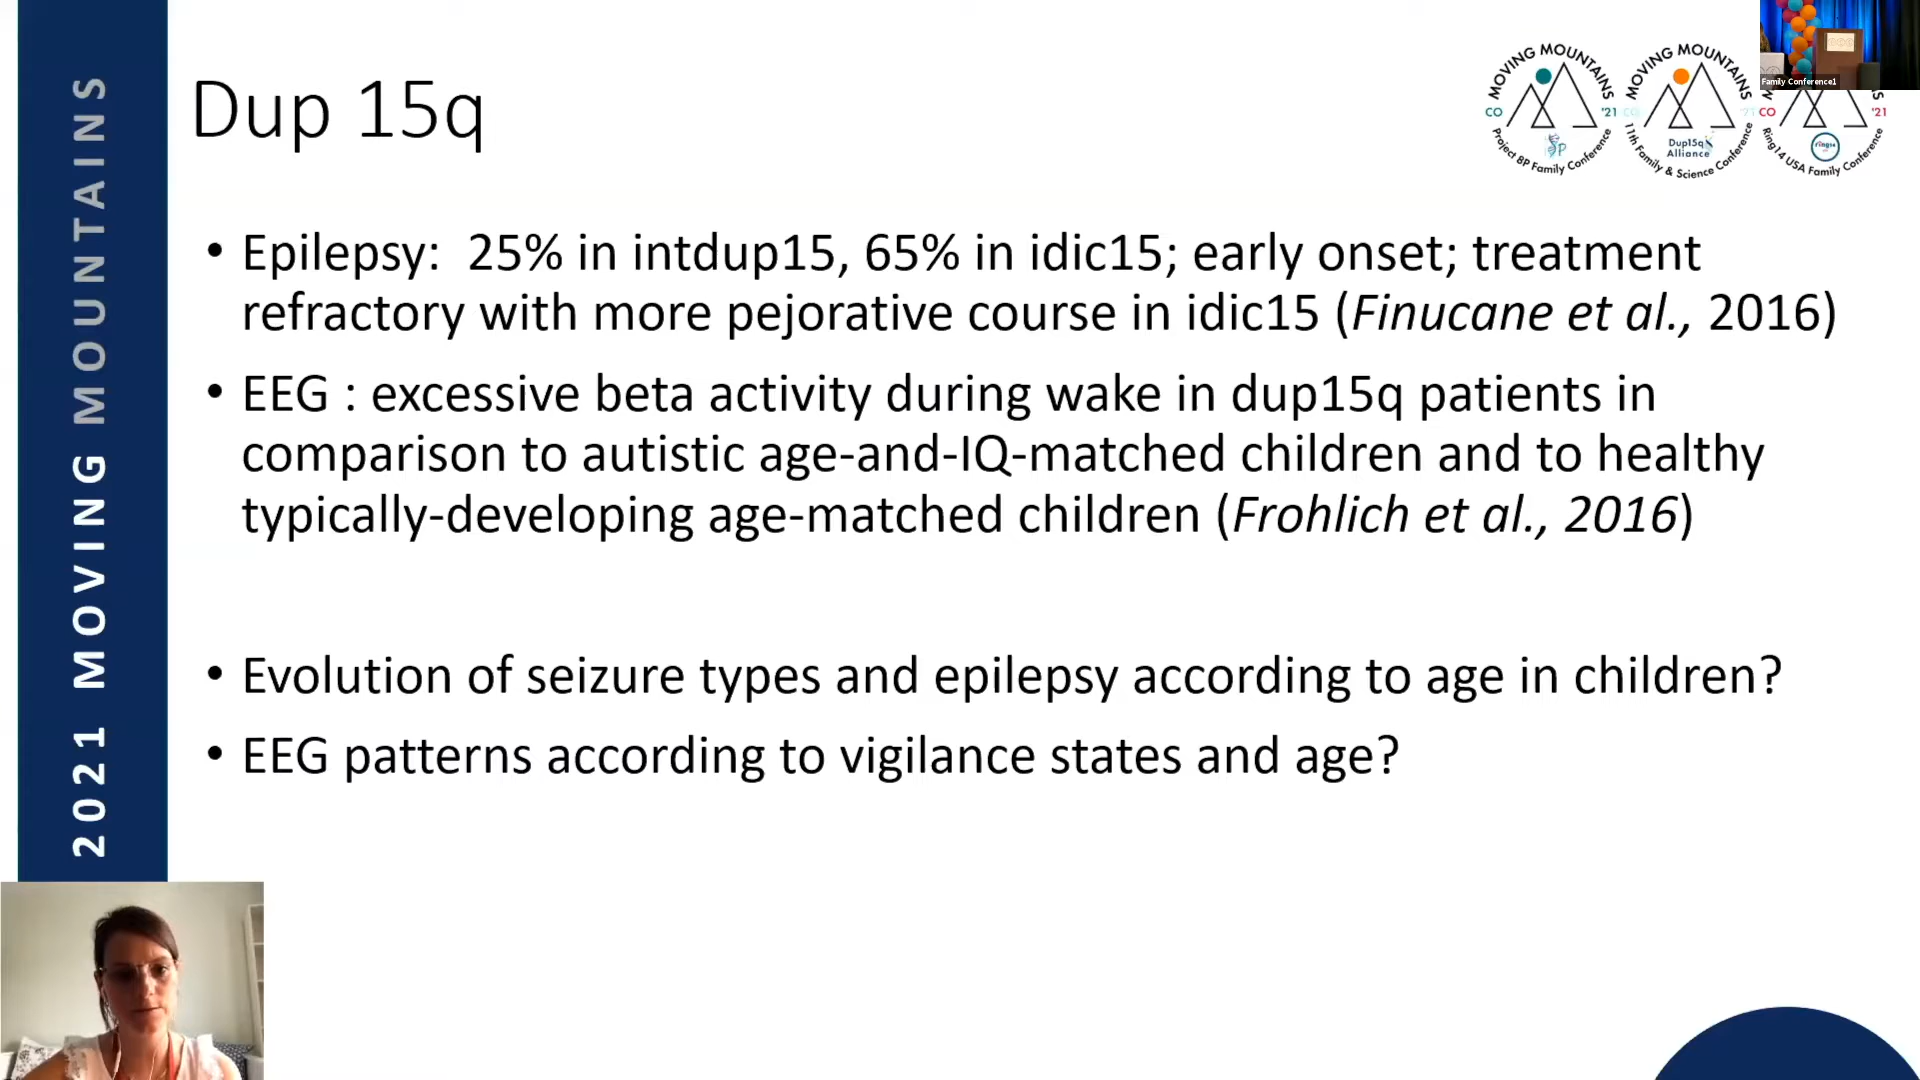 2021 MOVING MOUNTAINS
Dup 15q
MOVING MOUNTAINS
CO '21
Project 8P Family Conference
MOVING MOUNTAINS
CO '21
Dup15q
Alliance
11th Family & Science Conference
CO '21
ring14
Ring14 USA Family Conference
Family Conference1
• Epilepsy: 25% in intdup15, 65% in idic15; early onset; treatment
refractory with more pejorative course in idic15 (Finucane et al., 2016)
• EEG : excessive beta activity during wake in dup15q patients in
comparison to autistic age-and-IQ-matched children and to healthy
typically-developing age-matched children (Frohlich et al., 2016)
• Evolution of seizure types and epilepsy according to age in children?
• EEG patterns according to vigilance states and age?